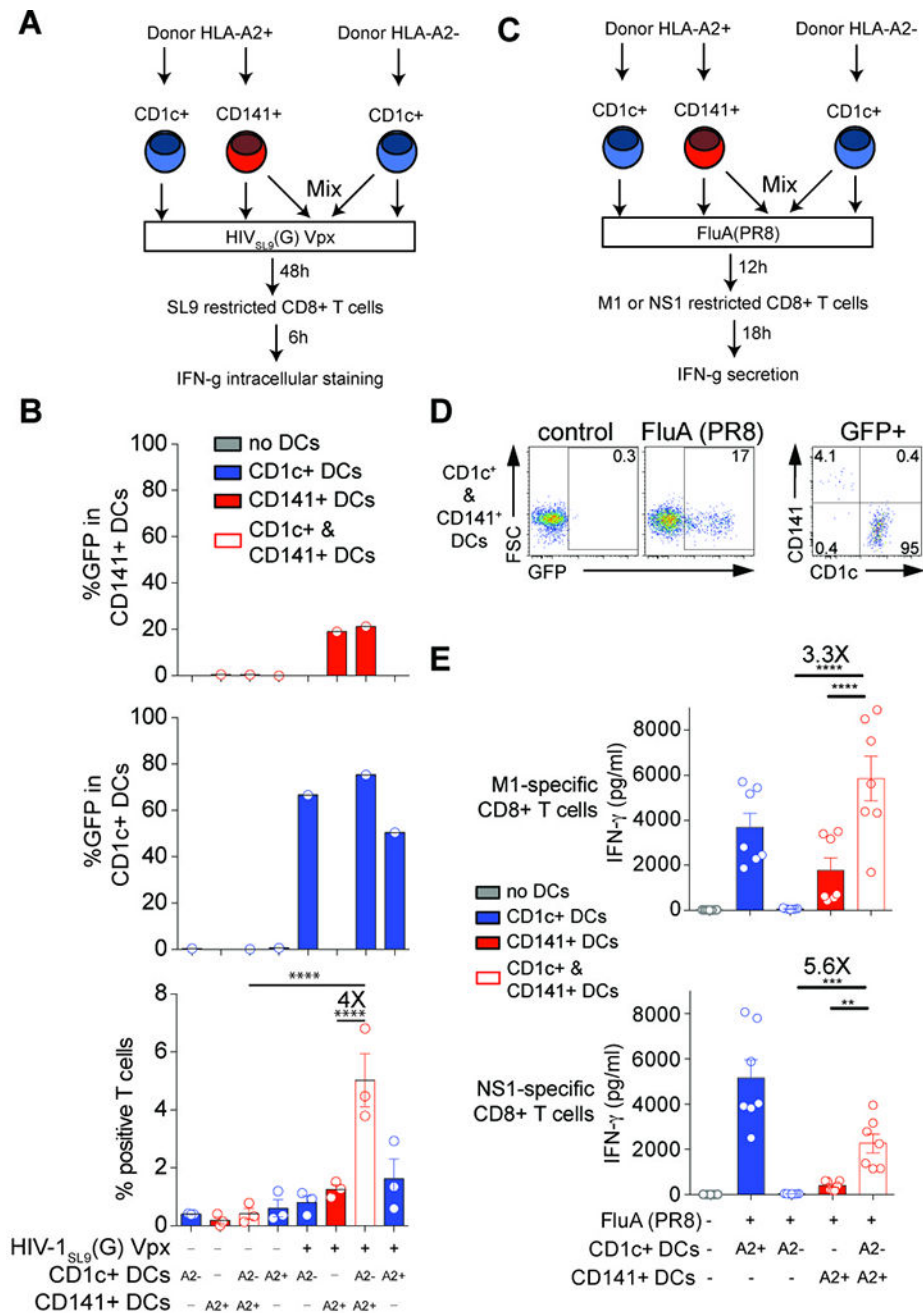 A
Donor HLA-A2+
Donor HLA-A2-
CD1c+
CD141+
CD1c+
Mix
HIVSL9(G) Vpx
48h
SL9 restricted CD8+ T cells
6h
IFN-g intracellular staining
C
Donor HLA-A2+
Donor HLA-A2-
CD1c+
CD141+
CD1c+
Mix
FluA(PR8)
12h
M1 or NS1 restricted CD8+ T cells
18h
IFN-g secretion
B
%GFP in
CD141+ DCs
100
80
60
40
20
0
no DCs
CD1c+ DCs
CD141+ DCs
CD1c+ &
CD141+ DCs
%GFP in
CD1c+ DCs
100
80
60
40
20
0
% positive T cells
8
6
4
2
0
****
4X
****
HIV-1SL9(G) Vpx – – – – + + + +
CD1c+ DCs A2- – A2- A2+ A2- – A2- A2+
CD141+ DCs – A2+ A2+ – – A2+ A2+ –
D
control
FluA (PR8)
GFP+
CD1c+
&
CD141+
DCs
FSC
GFP
0.3
17
CD141
CD1c
4.1
0.4
0.4
95
E
M1-specific
CD8+ T cells
IFN-γ (pg/ml)
8000
6000
4000
2000
0
3.3X
****
****
no DCs
CD1c+ DCs
CD141+ DCs
CD1c+ &
CD141+ DCs
NS1-specific
CD8+ T cells
IFN-γ (pg/ml)
8000
6000
4000
2000
0
5.6X
***
**
FluA (PR8) - + + + +
CD1c+ DCs - A2+ A2- - A2-
CD141+ DCs - - - A2+ A2+